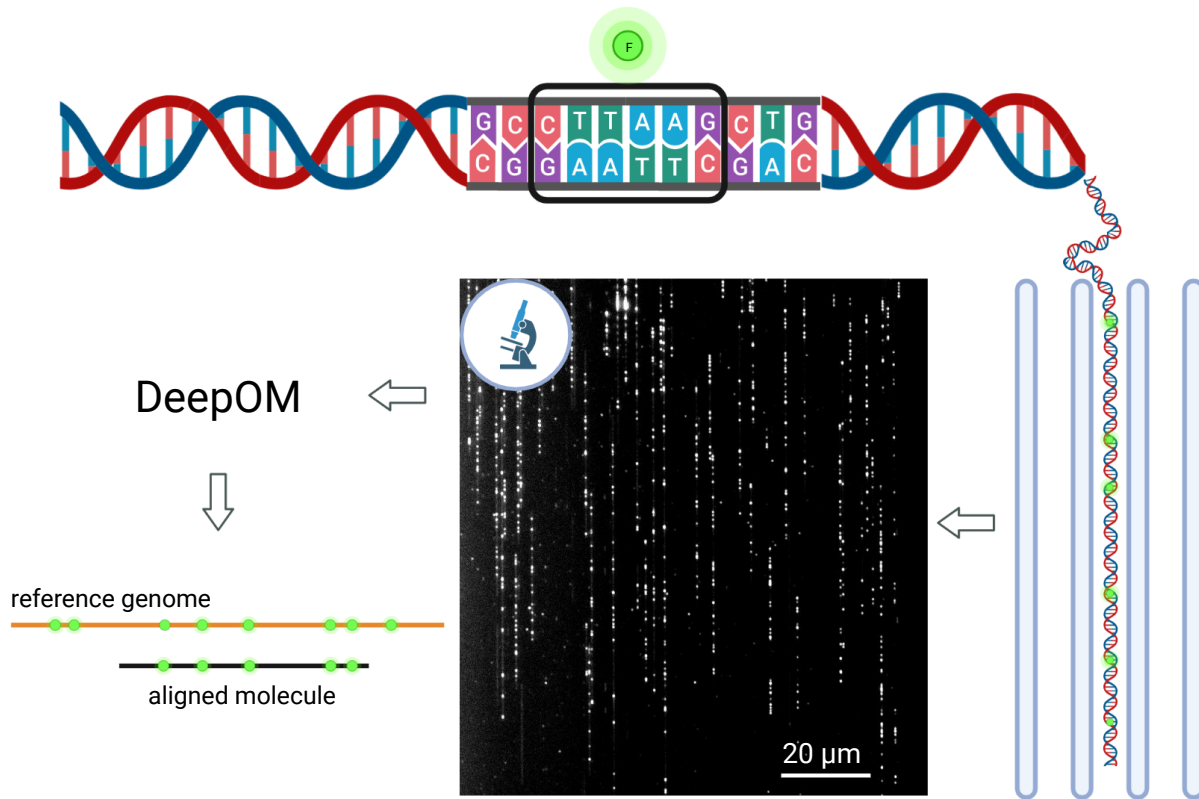 F
G C C T T A A G C T G
C G G A A T T C G A C
DeepOM
reference genome
aligned molecule
20 µm